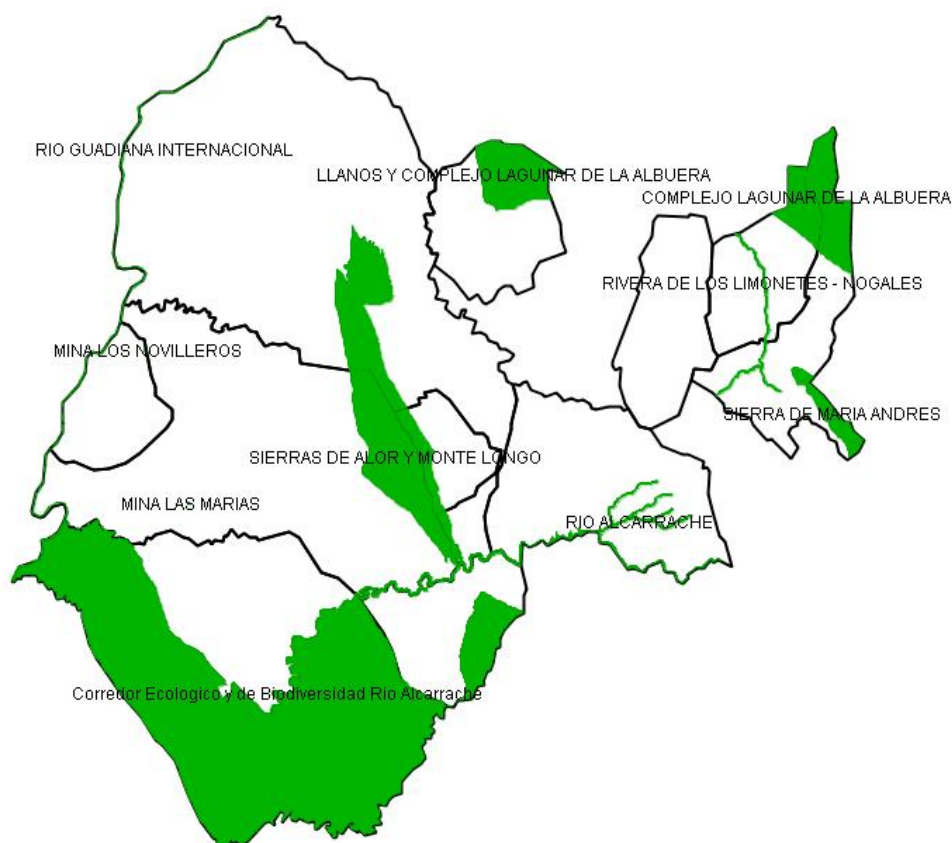 RIO GUADIANA INTERNACIONAL
LLANOS Y COMPLEJO LAGUNAR DE LA ALBUERA
COMPLEJO LAGUNAR DE LA ALBUERA
RIVERA DE LOS LIMONETES - NOGALES
MINA LOS NOVILLEROS
SIERRA DE MARIA ANDRES
SIERRAS DE ALOR Y MONTE LONGO
MINA LAS MARIAS
RIO ALCARRACHE
Corredor Ecologico y de Biodiversidad Rio Alcarrache